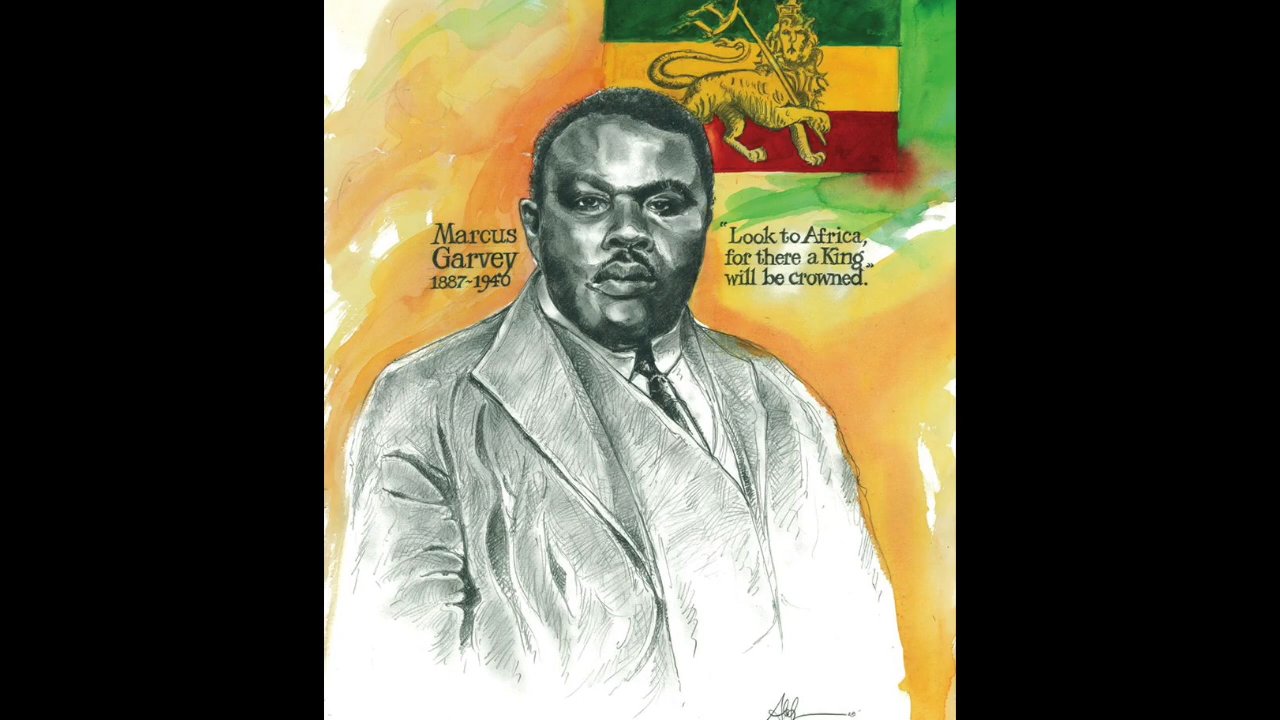 Marcus
Garvey
1887~1940
"Look to Africa,
for there a King
will be crowned."